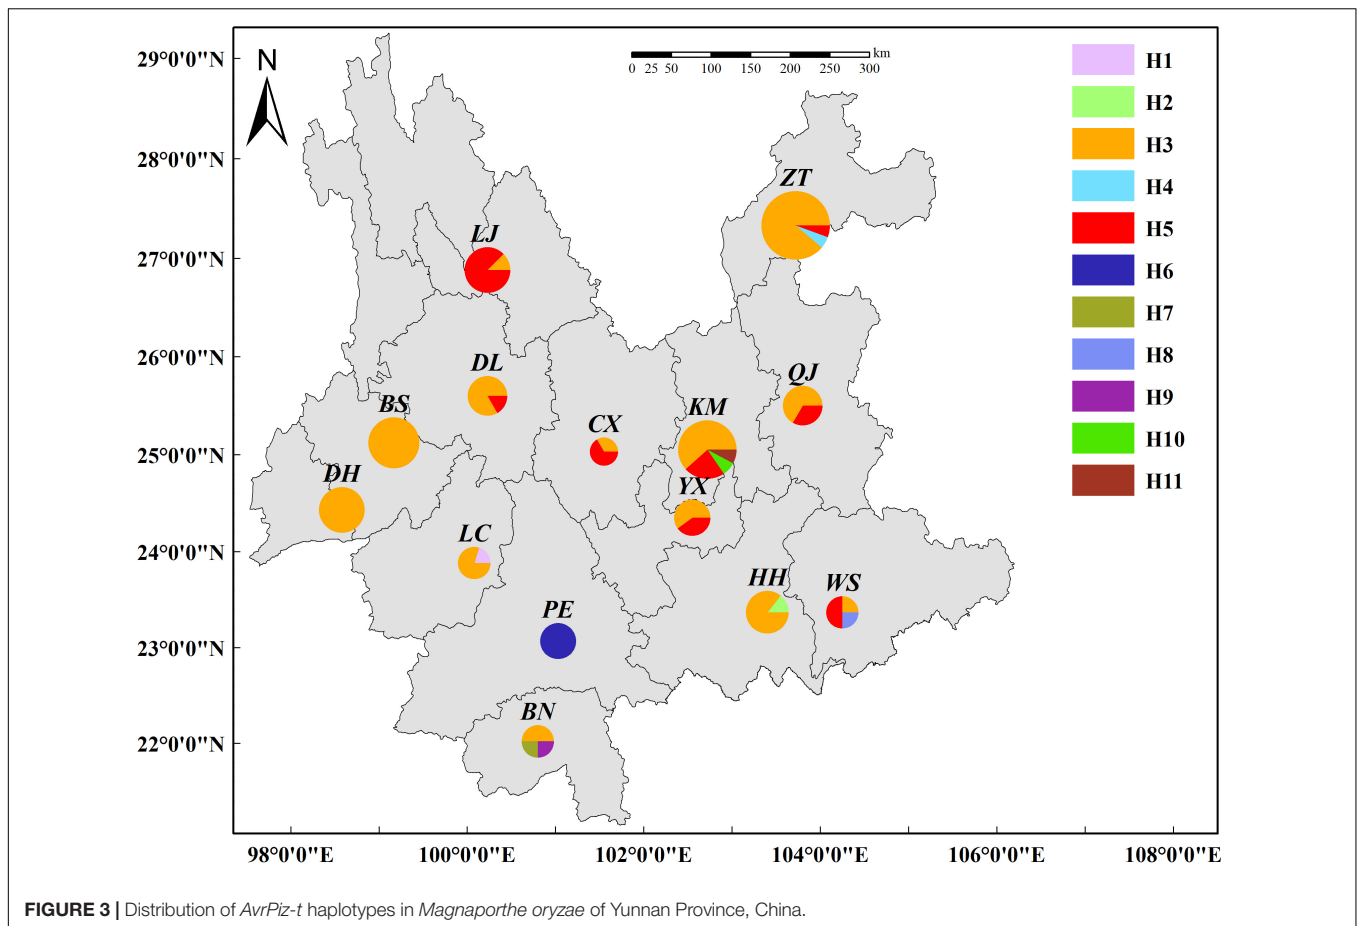 29°0'0"N
N
km
0 25 50 100 150 200 250 300
H1
H2
H3
H4
H5
H6
H7
H8
H9
H10
H11
28°0'0"N
27°0'0"N
26°0'0"N
25°0'0"N
24°0'0"N
23°0'0"N
22°0'0"N
ZT
LJ
DL
QJ
BS
KM
CX
DH
YX
LC
HH
WS
PE
BN
98°0'0"E 100°0'0"E 102°0'0"E 104°0'0"E 106°0'0"E 108°0'0"E
FIGURE 3 | Distribution of AvrPiz-t haplotypes in Magnaporthe oryzae of Yunnan Province, China.